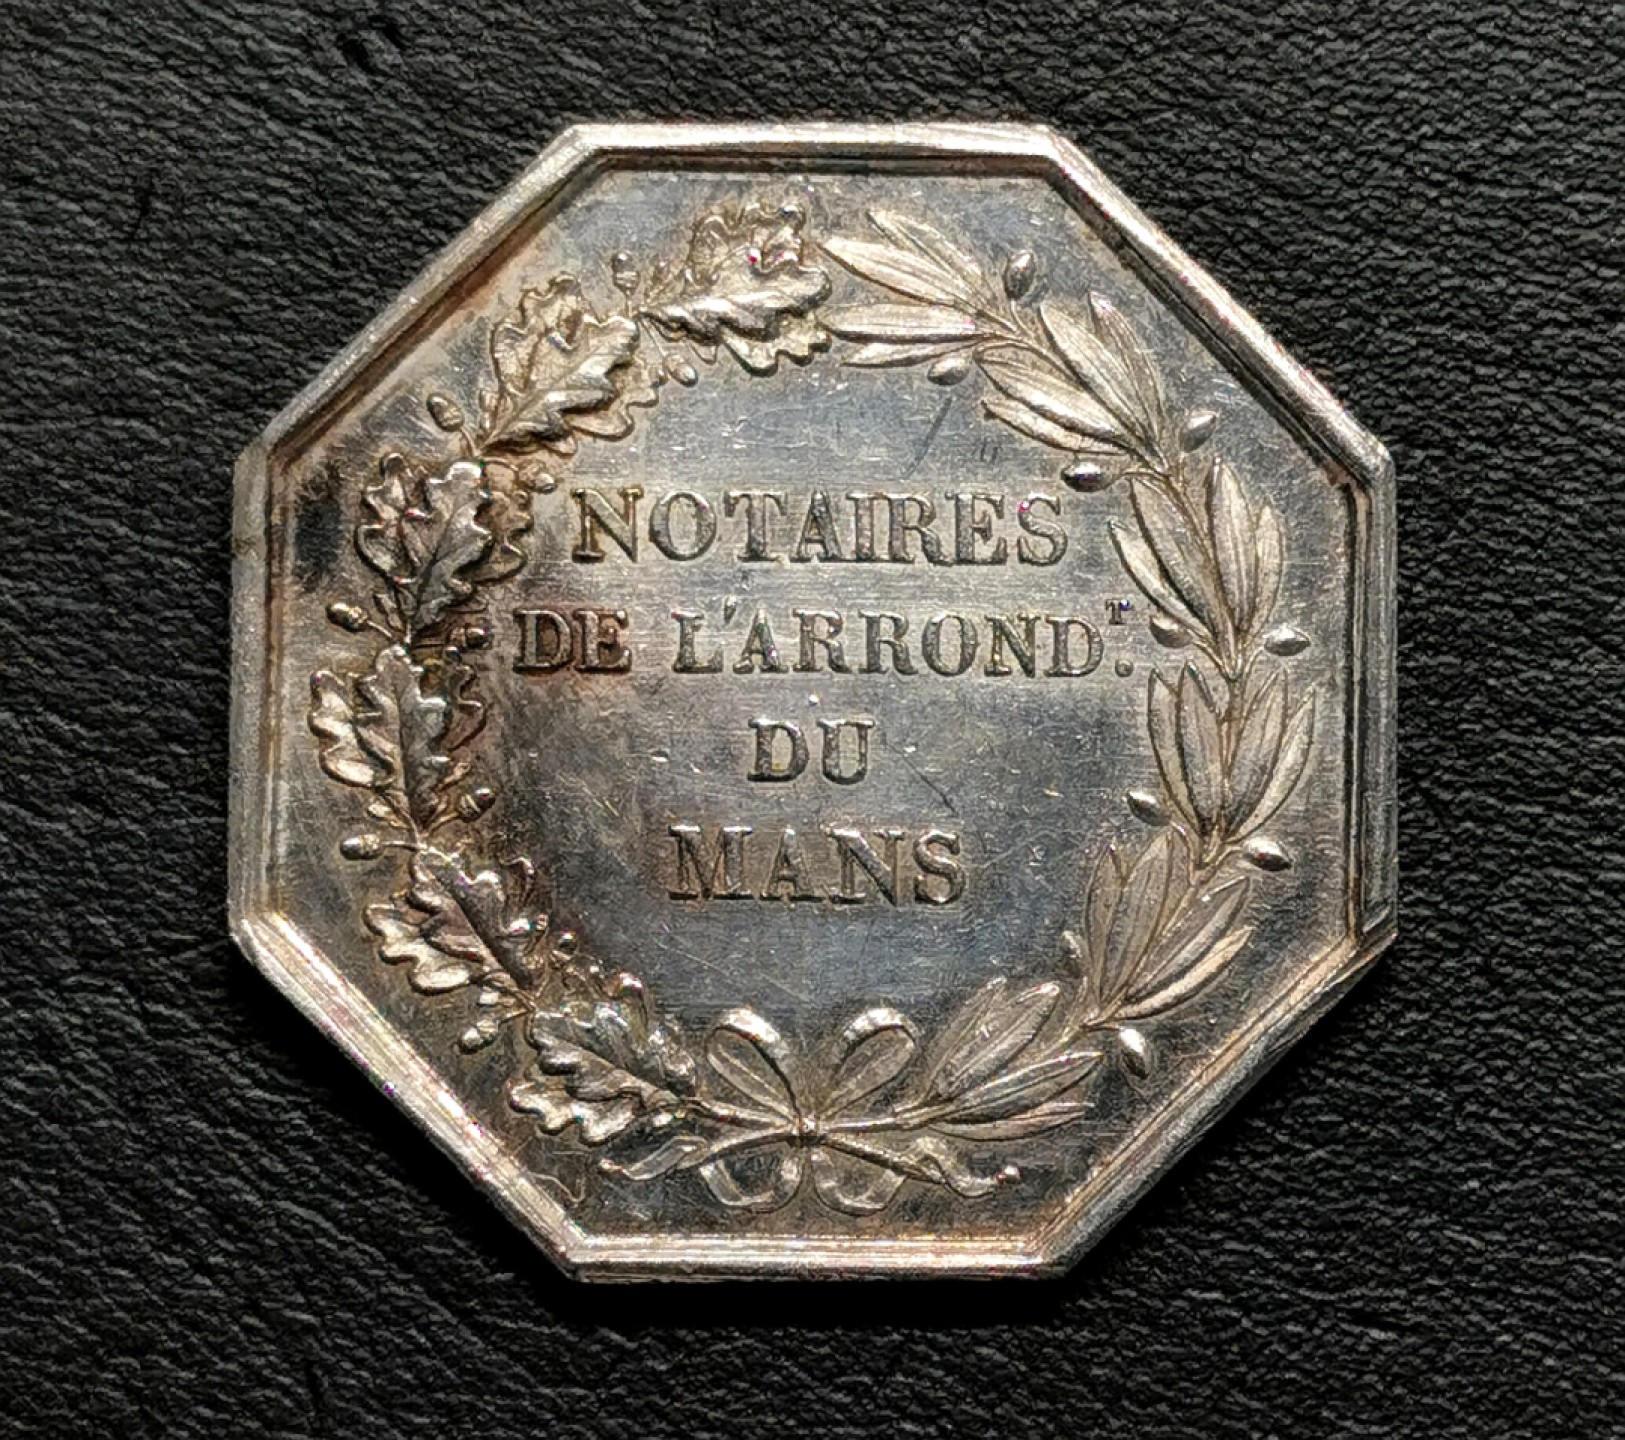 NOTAIRES
DE L'ARROND.T
DU
MANS